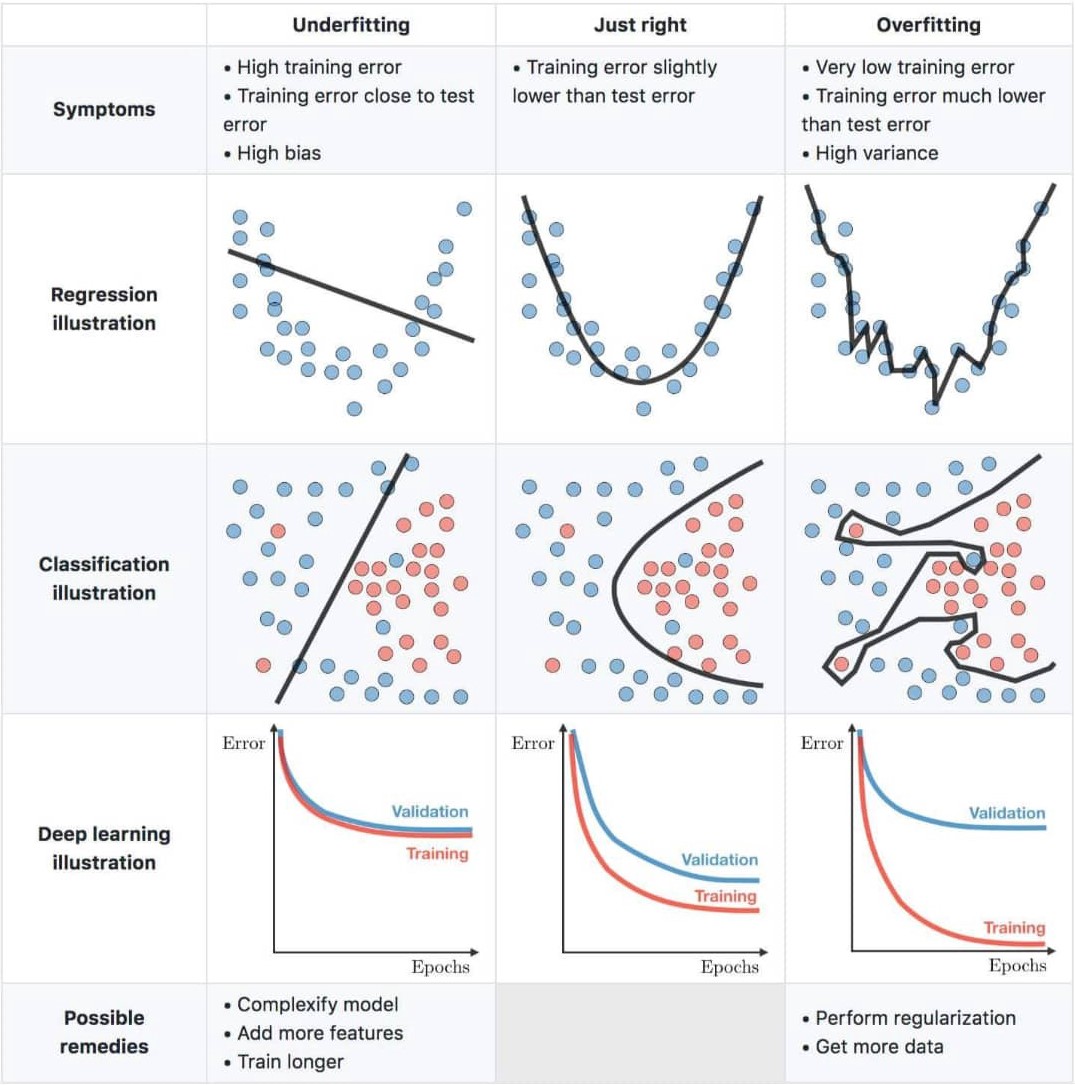 Underfitting
Just right
Overfitting
Symptoms
• High training error
• Training error close to test
error
• High bias
• Training error slightly
lower than test error
• Very low training error
• Training error much lower
than test error
• High variance
Regression
illustration
Classification
illustration
Deep learning
illustration
Error
Validation
Training
Epochs
Error
Validation
Training
Epochs
Error
Validation
Training
Epochs
Possible
remedies
• Complexify model
• Add more features
• Train longer
• Perform regularization
• Get more data